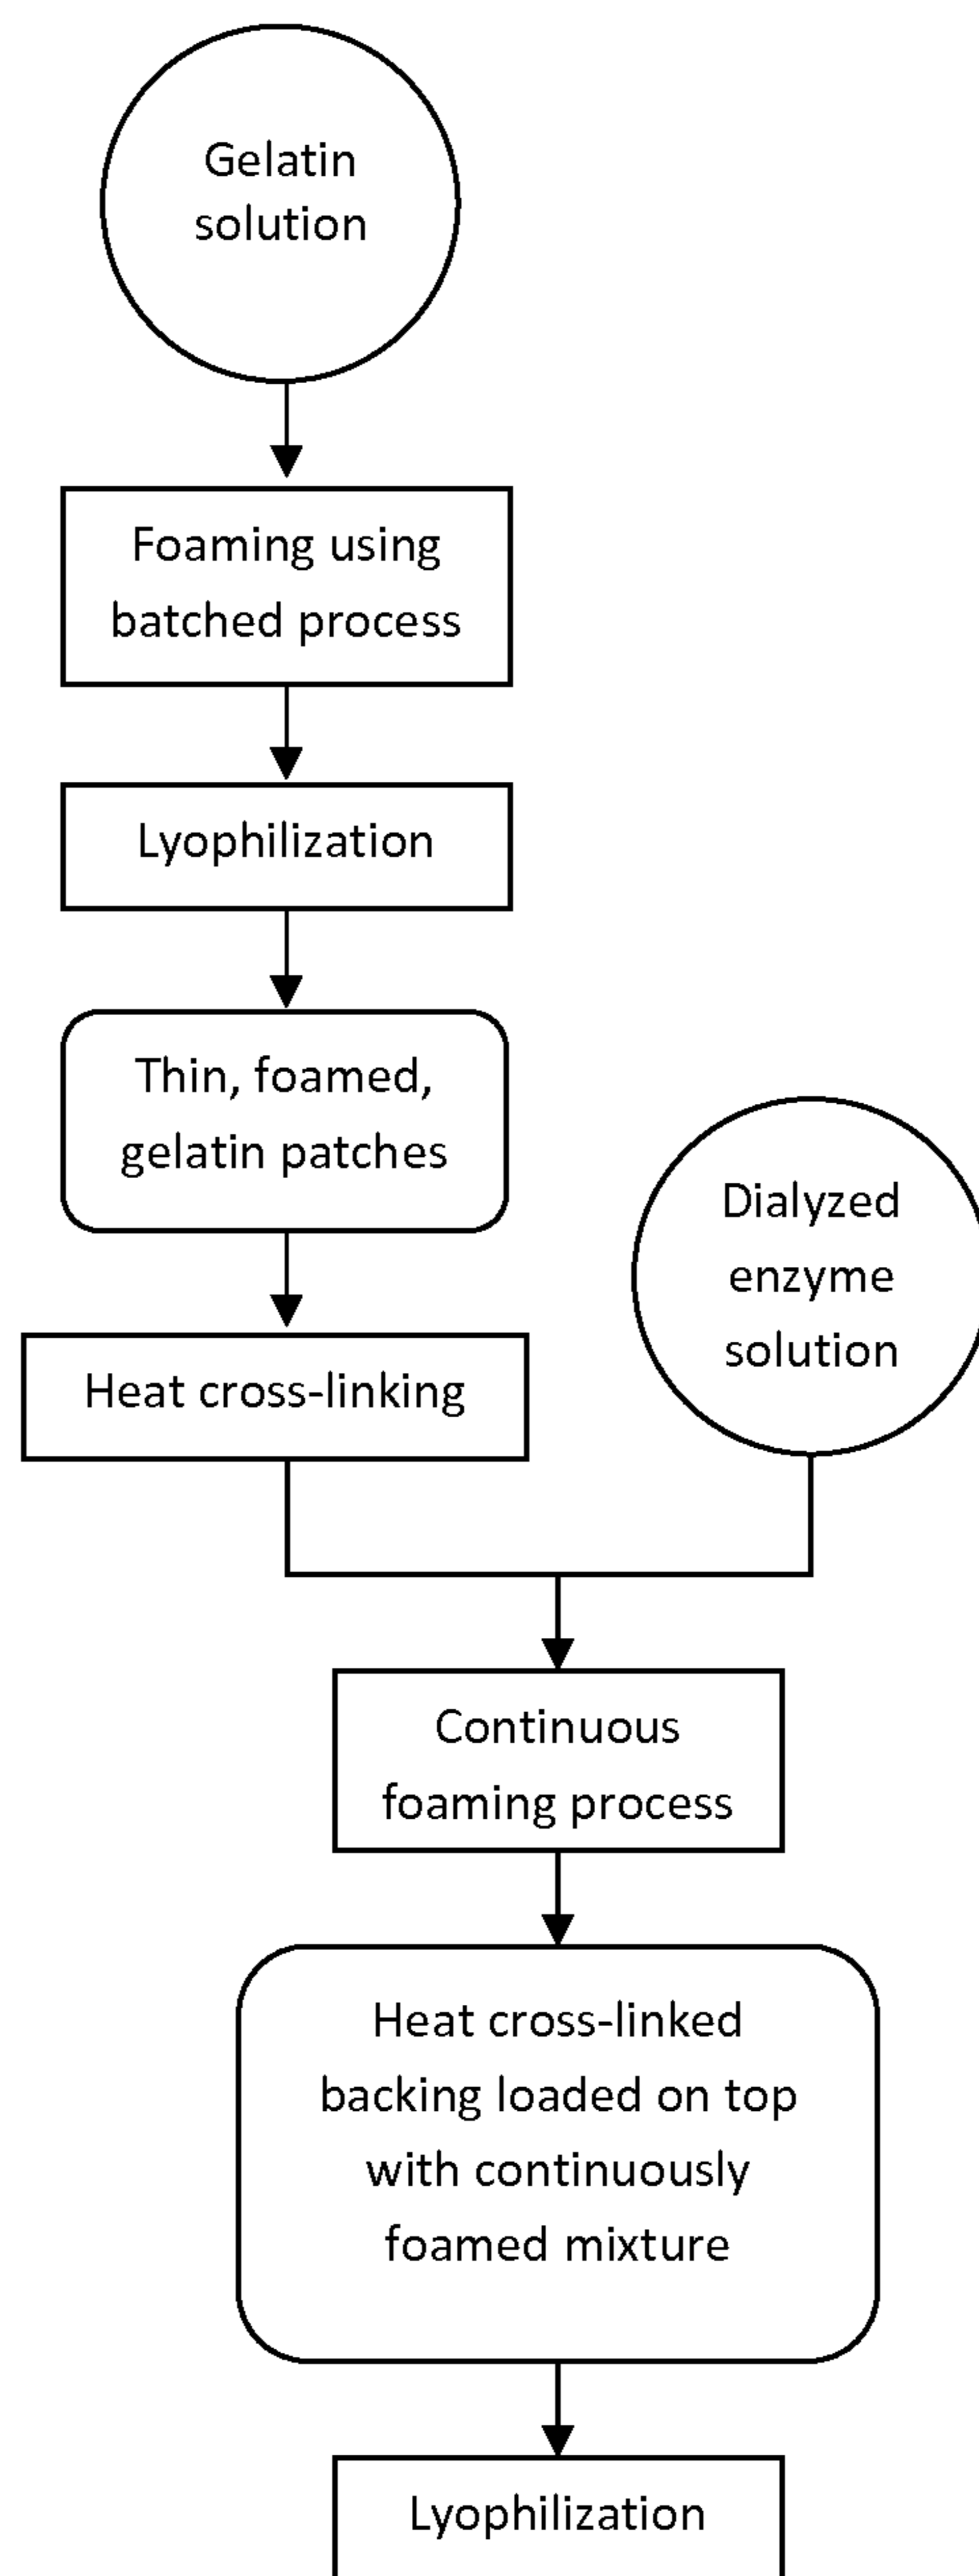 Gelatin
solution
Foaming using
batched process
Lyophilization
Thin, foamed,
gelatin patches
Dialyzed
enzyme
solution
Heat cross-linking
Continuous
foaming process
Heat cross-linked
backing loaded on top
with continuously
foamed mixture
Lyophilization